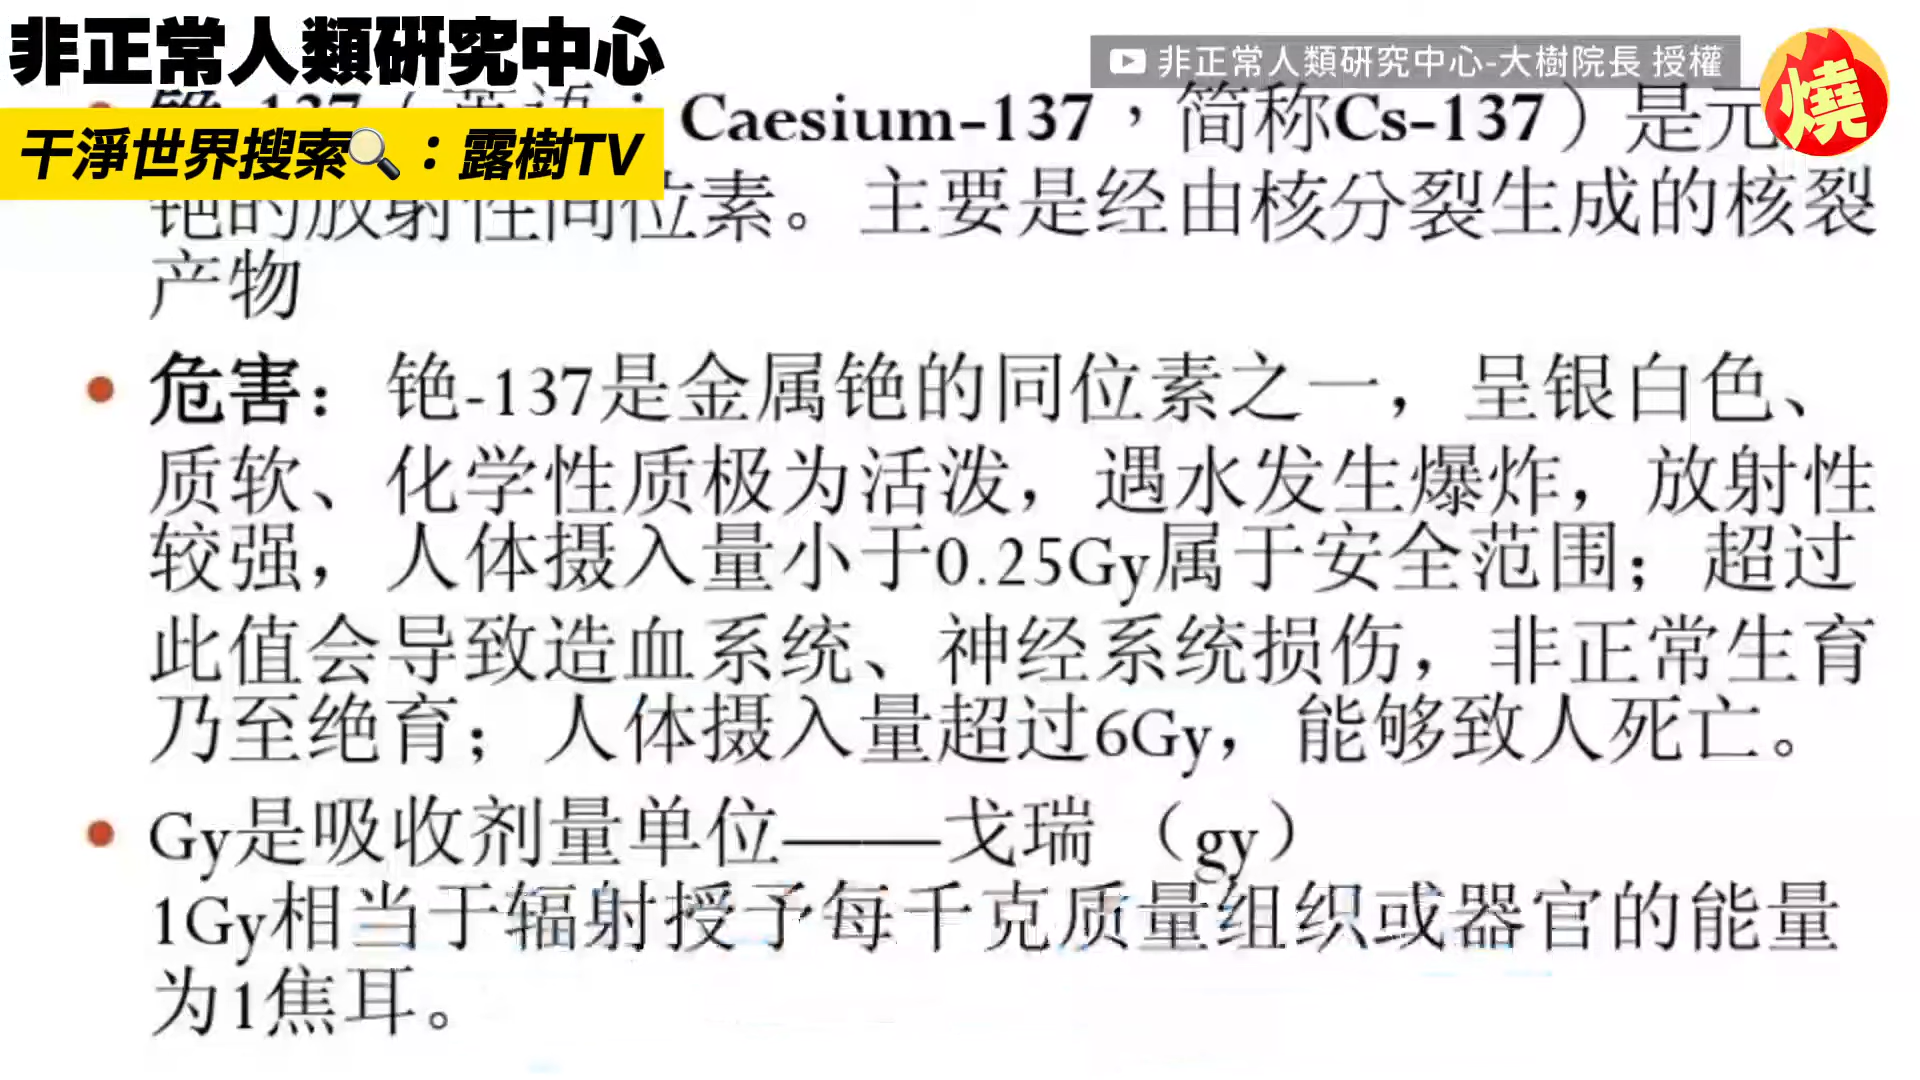 非正常人類研究中心
非正常人類研究中心-大樹院長 授權
燒
干淨世界搜索🔍：露樹TV
Caesium-137，简称Cs-137）是元
铯的放射性同位素。主要是经由核分裂生成的核裂
产物
危害：铯-137是金属铯的同位素之一，呈银白色、
质软、化学性质极为活泼，遇水发生爆炸，放射性
较强，人体摄入量小于0.25Gy属于安全范围；超过
此值会导致造血系统、神经系统损伤，非正常生育
乃至绝育；人体摄入量超过6Gy，能够致人死亡。
Gy是吸收剂量单位——戈瑞 （gy）
1Gy相当于辐射授予每千克质量组织或器官的能量
为1焦耳。